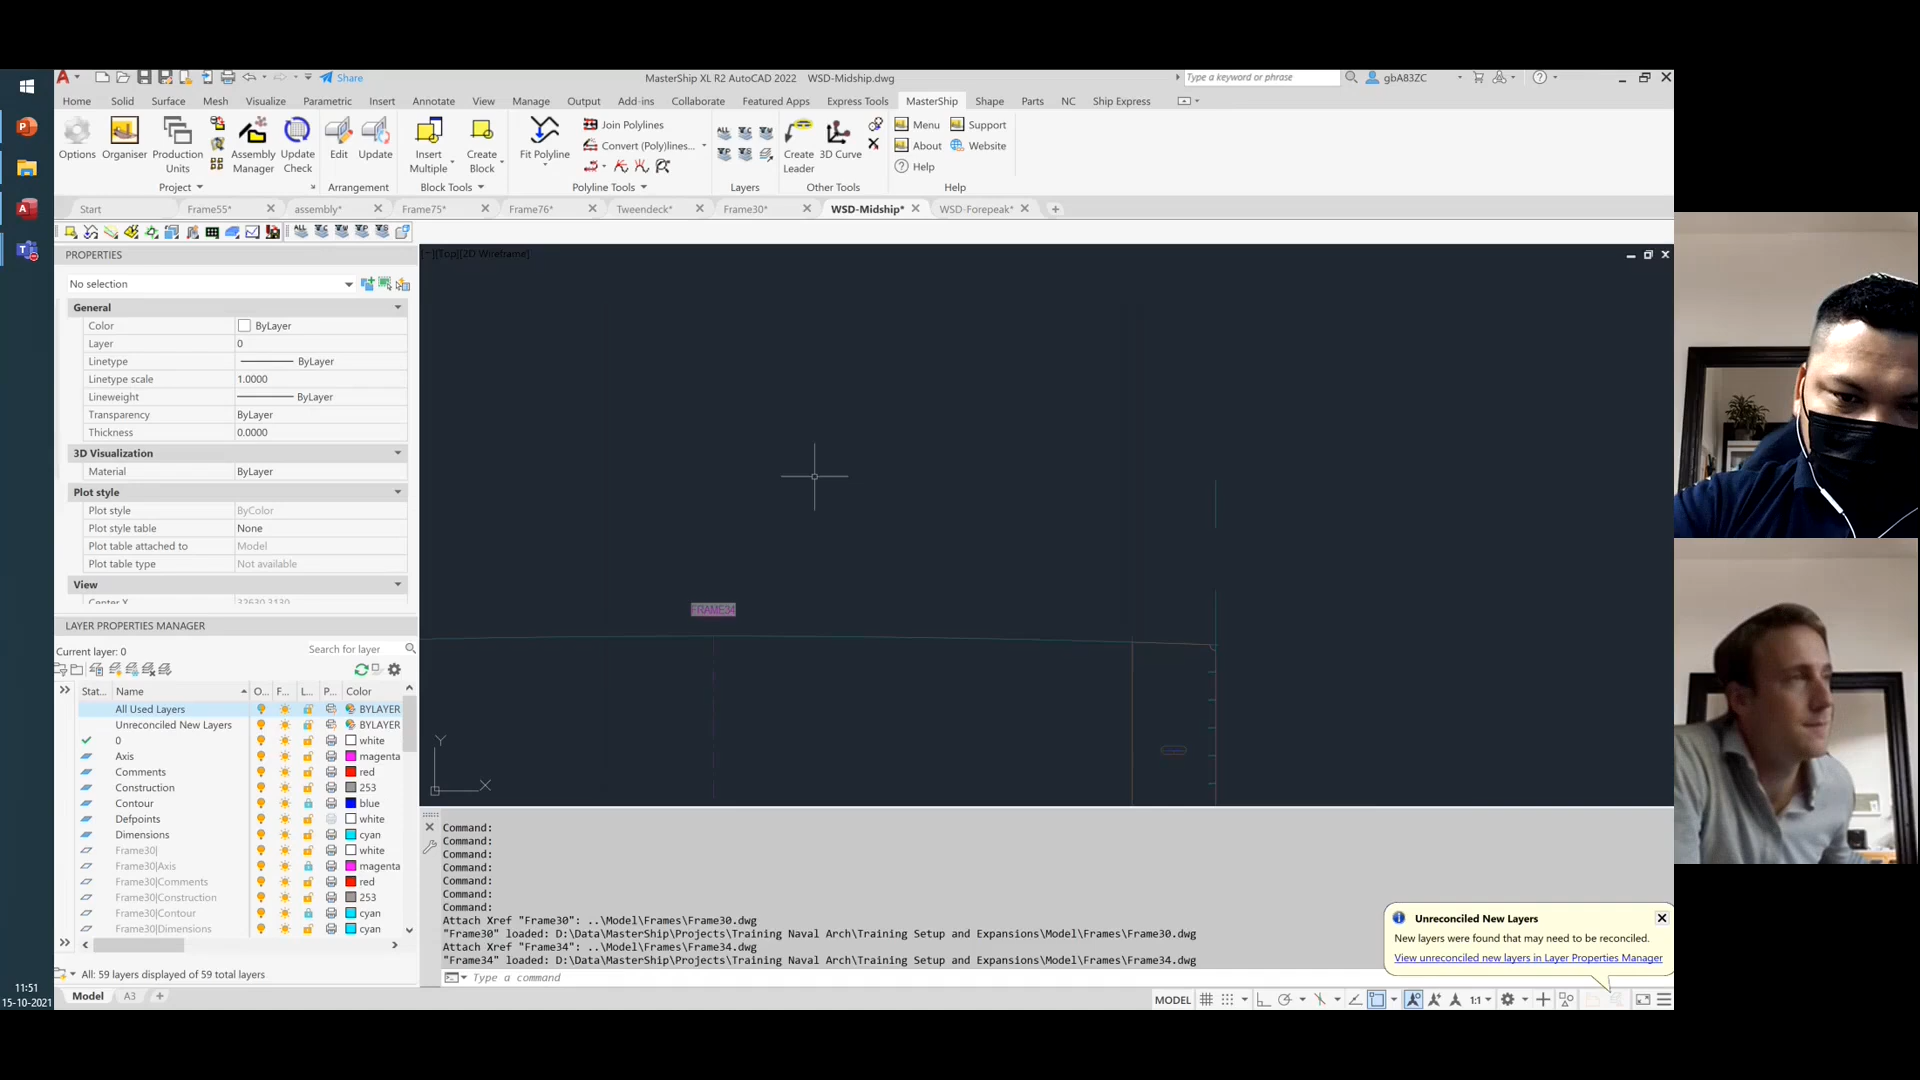 MasterShip XL R2 AutoCAD 2022 WSD-Midship.dwg
Share
Type a keyword or phrase
gbA83ZC
Home Solid Surface Mesh Visualize Parametric Insert Annotate View Manage Output Add-ins Collaborate Featured Apps Express Tools MasterShip Shape Parts NC Ship Express
Options
Organiser
Production
Units
Assembly
Manager
Update
Check
Edit
Update
Insert
Multiple
Create
Block
Fit Polyline
Join Polylines
Convert (Poly)lines...
Create
Leader
3D Curve
Menu
Support
About
Website
Help
Project
Arrangement
Block Tools
Polyline Tools
Layers
Other Tools
Help
Start Frame55* assembly* Frame75* Frame76* Tweendeck* Frame30* WSD-Midship* WSD-Forepeak*
PROPERTIES
[−][Top][2D Wireframe]
No selection
General
Color ByLayer
Layer 0
Linetype ByLayer
Linetype scale 1.0000
Lineweight ByLayer
Transparency ByLayer
Thickness 0.0000
3D Visualization
Material ByLayer
Plot style
Plot style ByColor
Plot style table None
Plot table attached to Model
Plot table type Not available
View
Center X 32630.3130
FRAME34
Y
X
LAYER PROPERTIES MANAGER
Current layer: 0
Search for layer
Stat... Name O... F... L... P... Color
All Used Layers BYLAYER
Unreconciled New Layers BYLAYER
0 white
Axis magenta
Comments red
Construction 253
Contour blue
Defpoints white
Dimensions cyan
Frame30| white
Frame30|Axis magenta
Frame30|Comments red
Frame30|Construction 253
Frame30|Contour cyan
Frame30|Dimensions cyan
All: 59 layers displayed of 59 total layers
Command:
Command:
Command:
Command:
Command:
Command:
Command:
Attach Xref "Frame30": ..\Model\Frames\Frame30.dwg
"Frame30" loaded: D:\Data\MasterShip\Projects\Training Naval Arch\Training Setup and Expansions\Model\Frames\Frame30.dwg
Attach Xref "Frame34": ..\Model\Frames\Frame34.dwg
"Frame34" loaded: D:\Data\MasterShip\Projects\Training Naval Arch\Training Setup and Expansions\Model\Frames\Frame34.dwg
Type a command
Unreconciled New Layers
New layers were found that may need to be reconciled.
View unreconciled new layers in Layer Properties Manager
Model A3
MODEL
1:1
11:51
15-10-2021